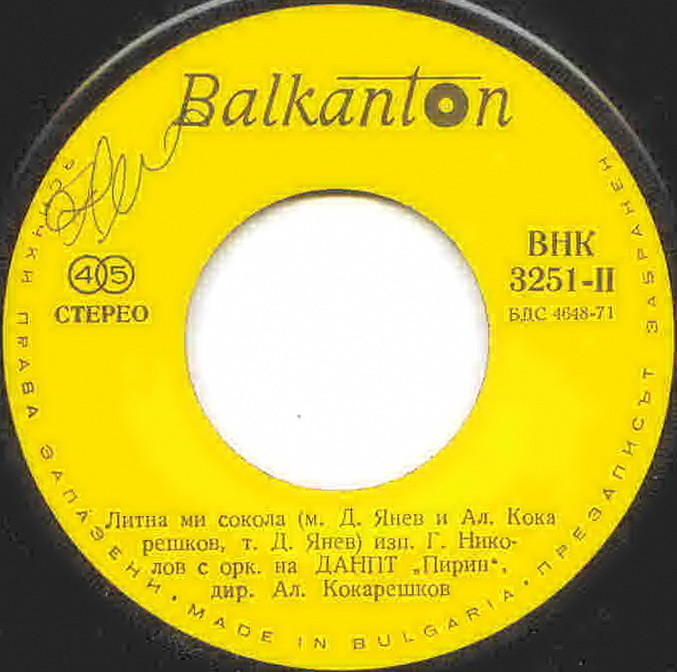 Balkanton
45
СТЕРЕО
ВНК
3251-II
БДС 4648-71
Литна ми сокола (м. Д. Янев и Ал. Кока
решков, т. Д. Янев) изп. Г. Нико-
лов с орк. на ДАНПТ „Пирин“,
дир. Ал. Кокарешков
ВСИЧКИ ПРАВА ЗАПАЗЕНИ • MADE IN BULGARIA • ПРЕЗАПИСЪТ ЗАБРАНЕН